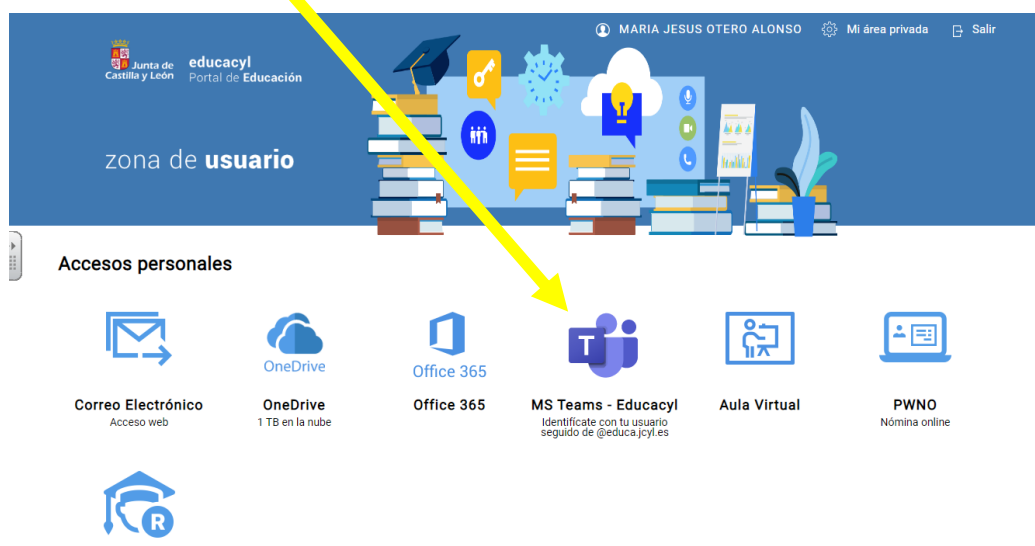 MARIA JESUS OTERO ALONSO Mi área privada Salir
Junta de
Castilla y León
educacyl
Portal de Educación
zona de usuario
Accesos personales
OneDrive
Office 365
T
Correo Electrónico
Acceso web
OneDrive
1 TB en la nube
Office 365
MS Teams - Educacyl
Identifícate con tu usuario
seguido de @educa.jcyl.es
Aula Virtual
PWNO
Nómina online
R